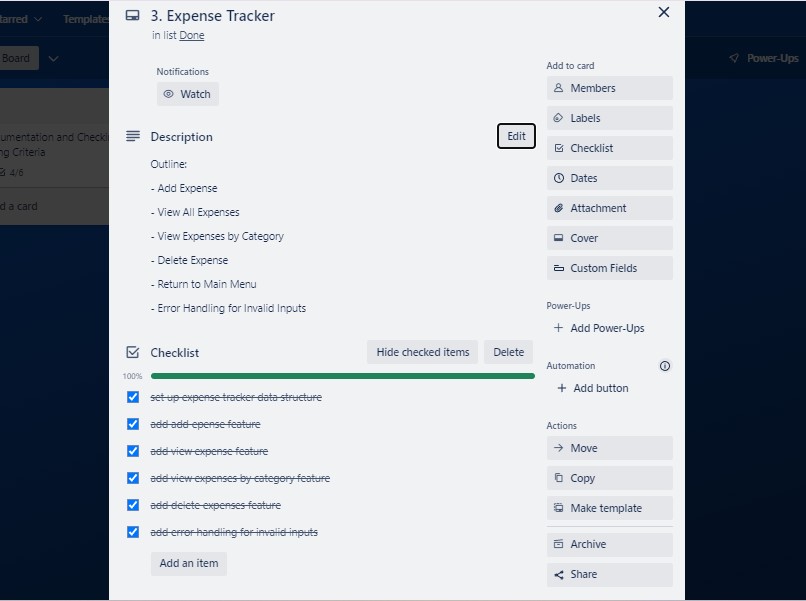 tarred
Templates
Board
Power-Ups
umentation and Checki
ng Criteria
4/6
d a card
3. Expense Tracker
in list Done
Notifications
Watch
Description
Edit
Outline:
- Add Expense
- View All Expenses
- View Expenses by Category
- Delete Expense
- Return to Main Menu
- Error Handling for Invalid Inputs
Checklist
Hide checked items
Delete
100%
set up expense tracker data structure
add add epense feature
add view expense feature
add view expenses by category feature
add delete expenses feature
add error handling for invalid inputs
Add an item
Add to card
Members
Labels
Checklist
Dates
Attachment
Cover
Custom Fields
Power-Ups
+ Add Power-Ups
Automation
+ Add button
Actions
Move
Copy
Make template
Archive
Share